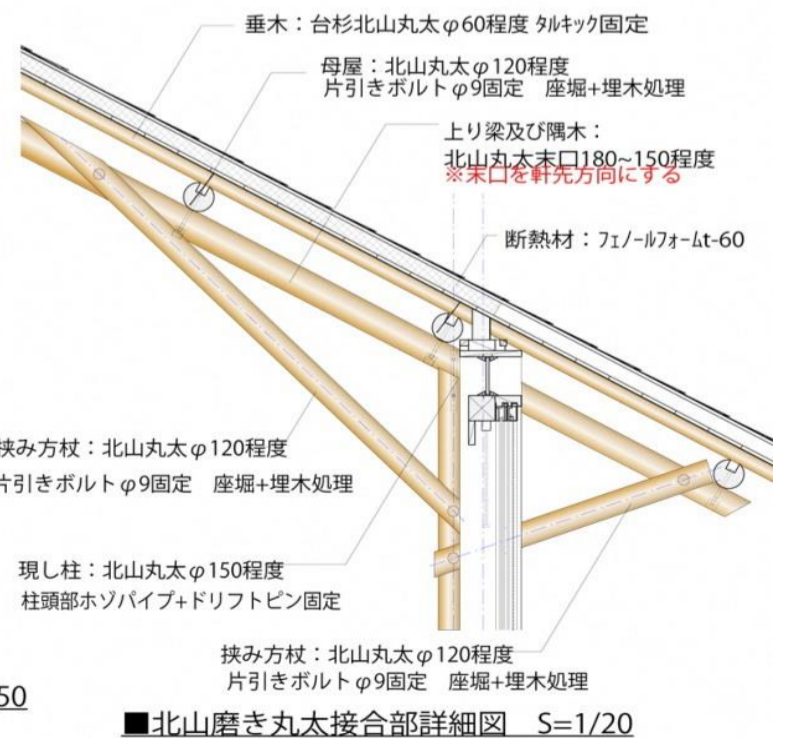 垂木：台杉北山丸太φ60程度 タルキック固定
母屋：北山丸太φ120程度
片引きボルトφ9固定　座堀+埋木処理
上り梁及び隅木：
北山丸太末口180~150程度
※末口を軒先方向にする
断熱材：フェノールフォームt-60
挟み方杖：北山丸太φ120程度
片引きボルトφ9固定　座堀+埋木処理
現し柱：北山丸太φ150程度
柱頭部ホゾパイプ+ドリフトピン固定
挟み方杖：北山丸太φ120程度
片引きボルトφ9固定　座堀+埋木処理
50
■北山磨き丸太接合部詳細図　S=1/20